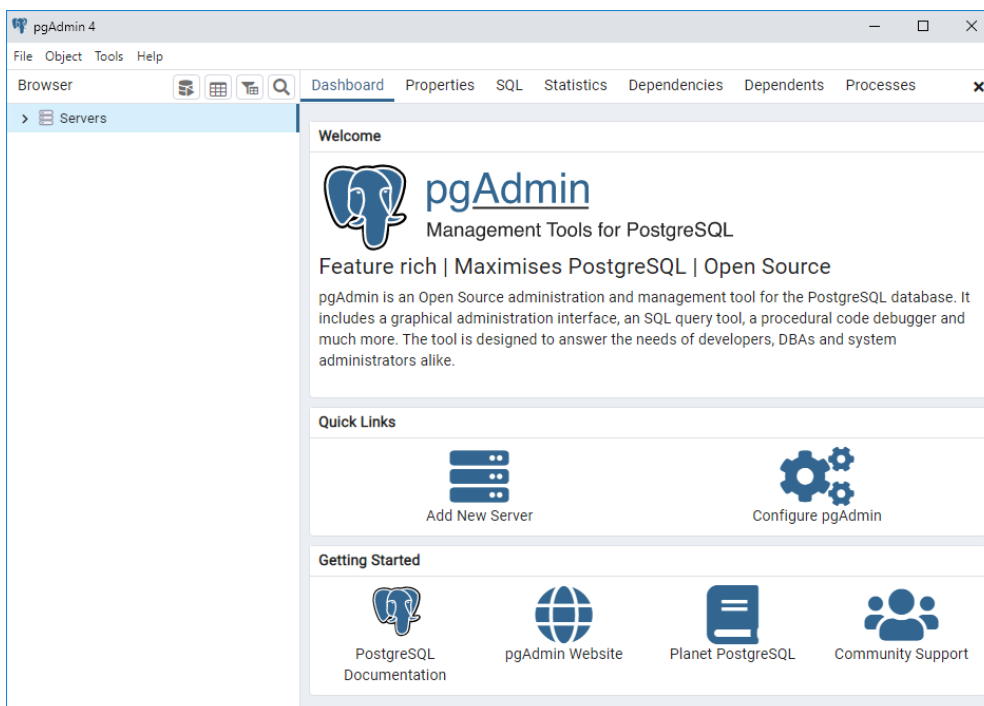 pgAdmin 4
File Object Tools Help
Browser
Dashboard Properties SQL Statistics Dependencies Dependents Processes
Servers
Welcome
pgAdmin
Management Tools for PostgreSQL
Feature rich | Maximises PostgreSQL | Open Source
pgAdmin is an Open Source administration and management tool for the PostgreSQL database. It
includes a graphical administration interface, an SQL query tool, a procedural code debugger and
much more. The tool is designed to answer the needs of developers, DBAs and system
administrators alike.
Quick Links
Add New Server
Configure pgAdmin
Getting Started
PostgreSQL
Documentation
pgAdmin Website
Planet PostgreSQL
Community Support